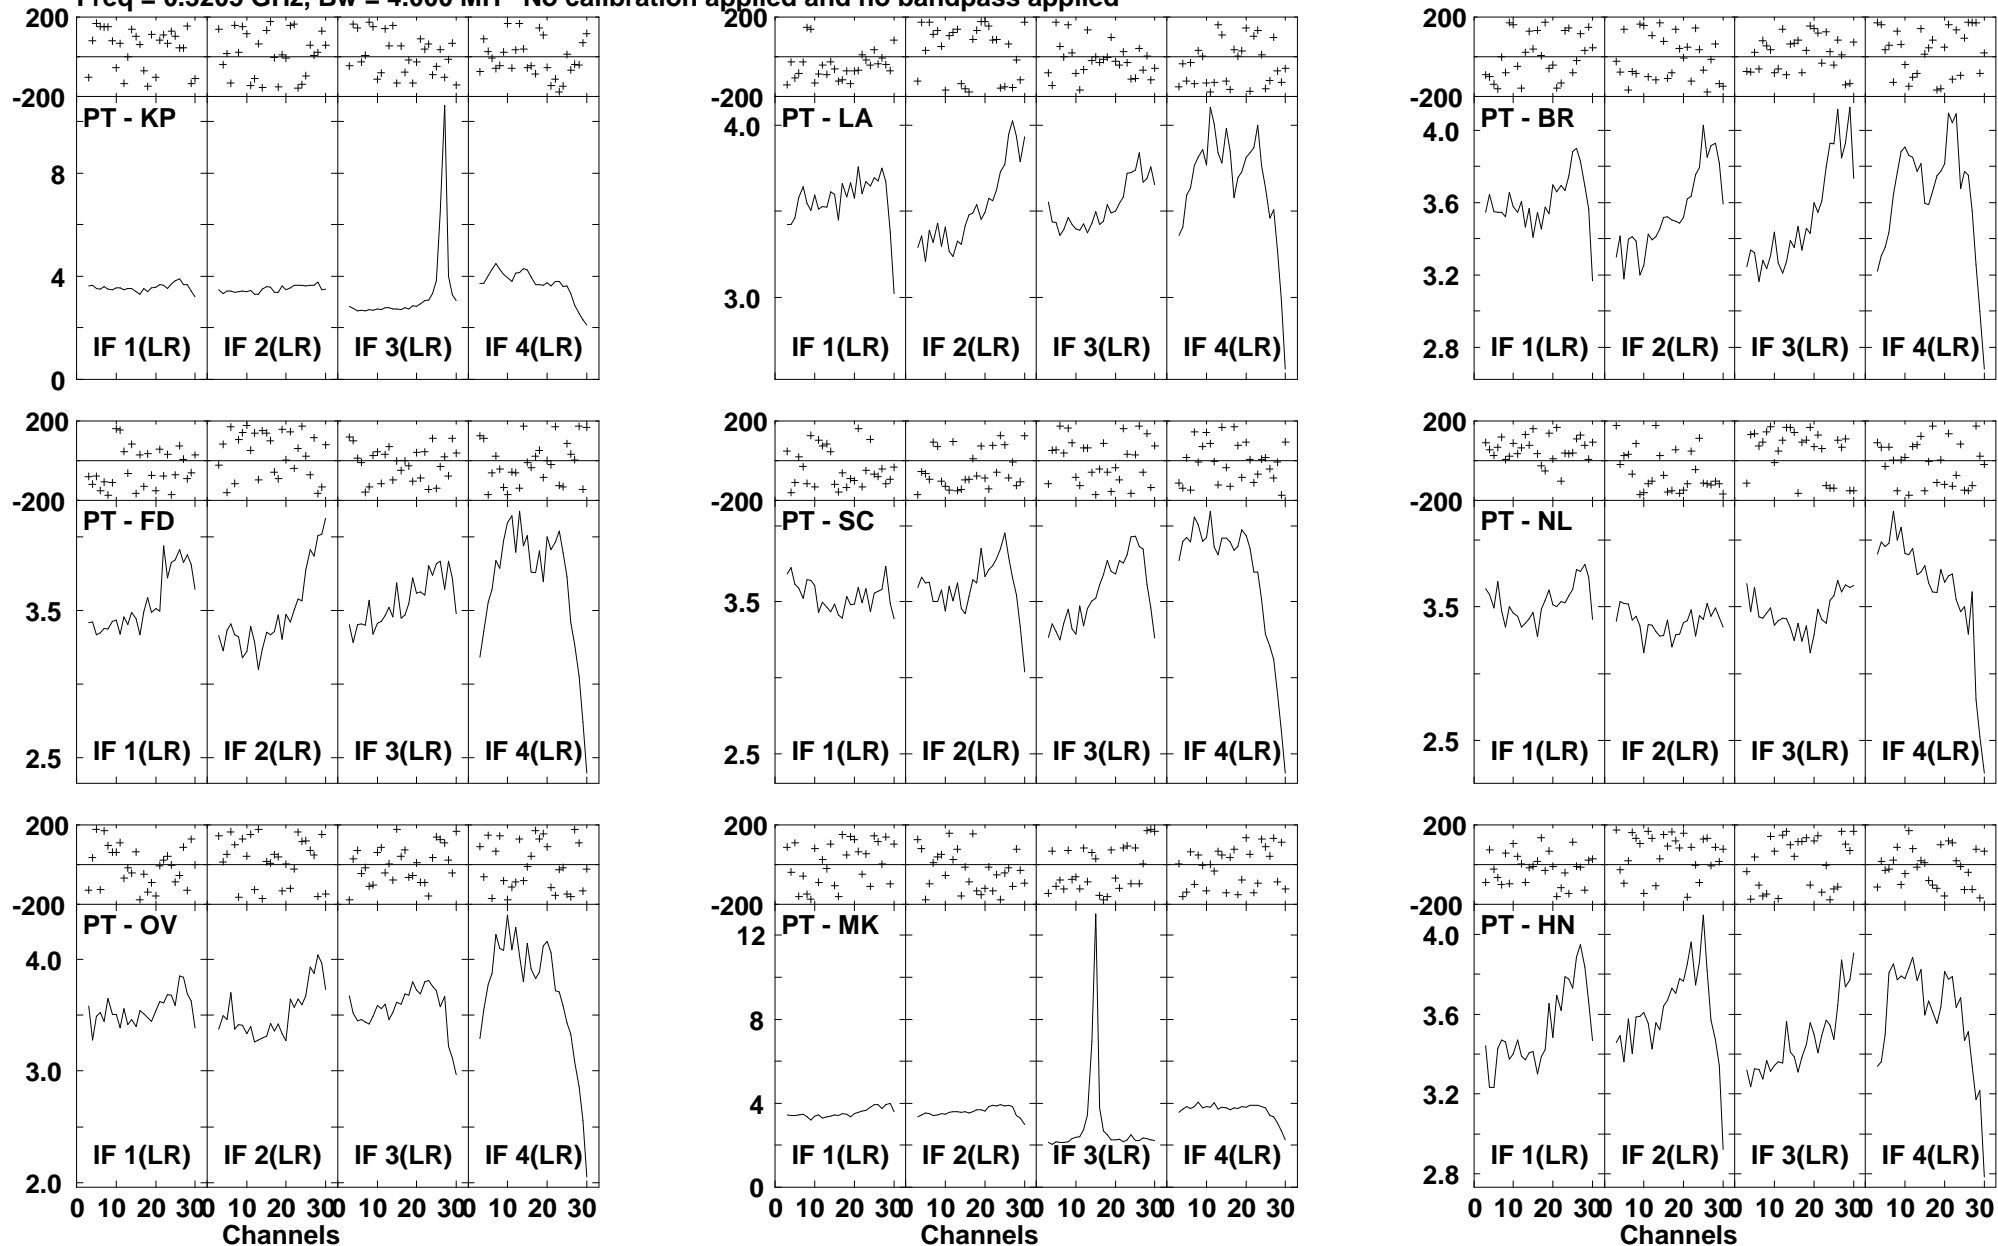 calibration applied and no bandpass applied
200
-200
PT - KP
8
4
0
IF 1(LR) IF 2(LR) IF 3(LR) IF 4(LR)
200
-200
PT - LA
4.0
3.0
IF 1(LR) IF 2(LR) IF 3(LR) IF 4(LR)
200
-200
PT - BR
4.0
3.6
3.2
2.8
IF 1(LR) IF 2(LR) IF 3(LR) IF 4(LR)
200
-200
PT - FD
3.5
2.5
IF 1(LR) IF 2(LR) IF 3(LR) IF 4(LR)
200
-200
PT - SC
3.5
2.5
IF 1(LR) IF 2(LR) IF 3(LR) IF 4(LR)
200
-200
PT - NL
3.5
2.5
IF 1(LR) IF 2(LR) IF 3(LR) IF 4(LR)
200
-200
PT - OV
4.0
3.0
2.0
IF 1(LR) IF 2(LR) IF 3(LR) IF 4(LR)
0 10 20 30 0 10 20 30 0 10 20 30 0 10 20 30
Channels
200
-200
PT - MK
12
8
4
0
IF 1(LR) IF 2(LR) IF 3(LR) IF 4(LR)
0 10 20 30 0 10 20 30 0 10 20 30 0 10 20 30
Channels
200
-200
PT - HN
4.0
3.6
3.2
2.8
IF 1(LR) IF 2(LR) IF 3(LR) IF 4(LR)
0 10 20 30 0 10 20 30 0 10 20 30 0 10 20 30
Channels